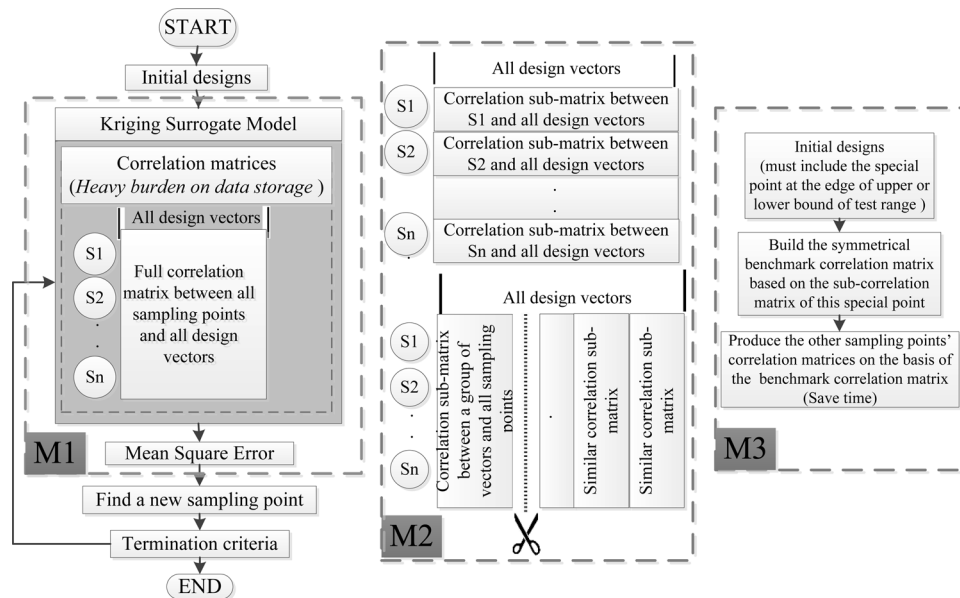 START
Initial designs
Kriging Surrogate Model
Correlation matrices
(Heavy burden on data storage )
All design vectors
S1
S2
.
.
Sn
Full correlation
matrix between all
sampling points
and all design
vectors
M1
Mean Square Error
Find a new sampling point
Termination criteria
END
All design vectors
S1
Correlation sub-matrix between
S1 and all design vectors
S2
Correlation sub-matrix between
S2 and all design vectors
.
.
Sn
Correlation sub-matrix between
Sn and all design vectors
.
All design vectors
S1
S2
.
.
Sn
Correlation sub-matrix
between a group of
vectors and all sampling
points
.
.
Similar correlation sub-
matrix
Similar correlation sub-
matrix
M2
Initial designs
(must include the special
point at the edge of upper or
lower bound of test range )
Build the symmetrical
benchmark correlation matrix
based on the sub-correlation
matrix of this special point
Produce the other sampling points'
correlation matrices on the basis of
the benchmark correlation matrix
(Save time)
M3